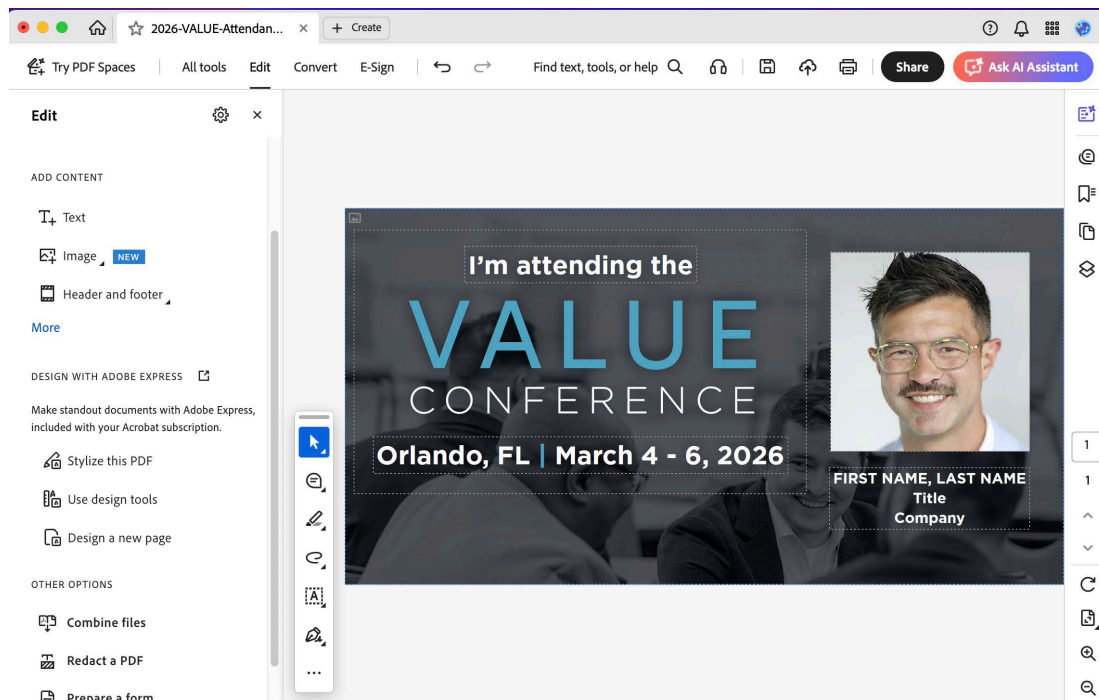 2026-VALUE-Attendan...
Create
Try PDF Spaces
All tools
Edit
Convert
E-Sign
Find text, tools, or help
Share
Ask AI Assistant
Edit
ADD CONTENT
Text
Image NEW
Header and footer
More
DESIGN WITH ADOBE EXPRESS
Make standout documents with Adobe Express,
included with your Acrobat subscription.
Stylize this PDF
Use design tools
Design a new page
OTHER OPTIONS
Combine files
Redact a PDF
Prepare a form
I'm attending the
VALUE
CONFERENCE
Orlando, FL | March 4 - 6, 2026
FIRST NAME, LAST NAME
Title
Company
1
1